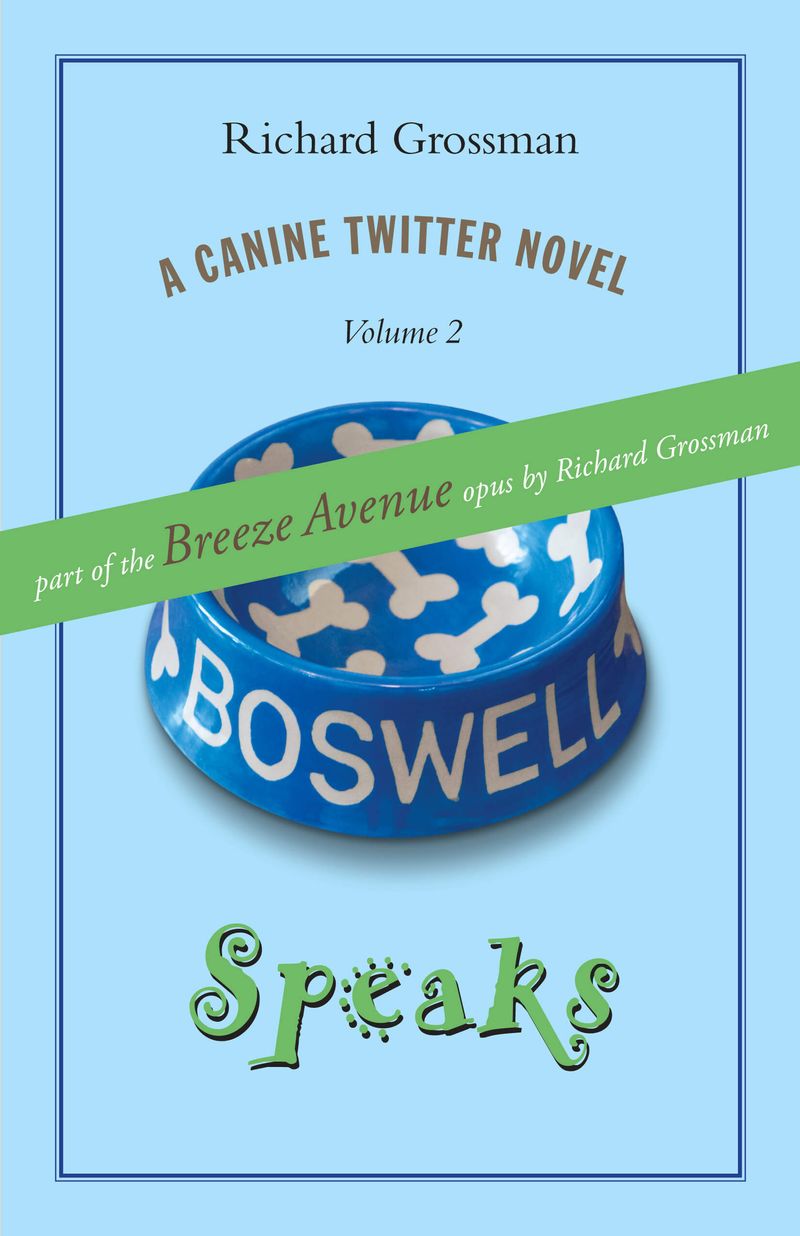 Richard Grossman
A CANINE TWITTER NOVEL
Volume 2
part of the Breeze Avenue opus by Richard Grossman
BOSWELL
Speaks